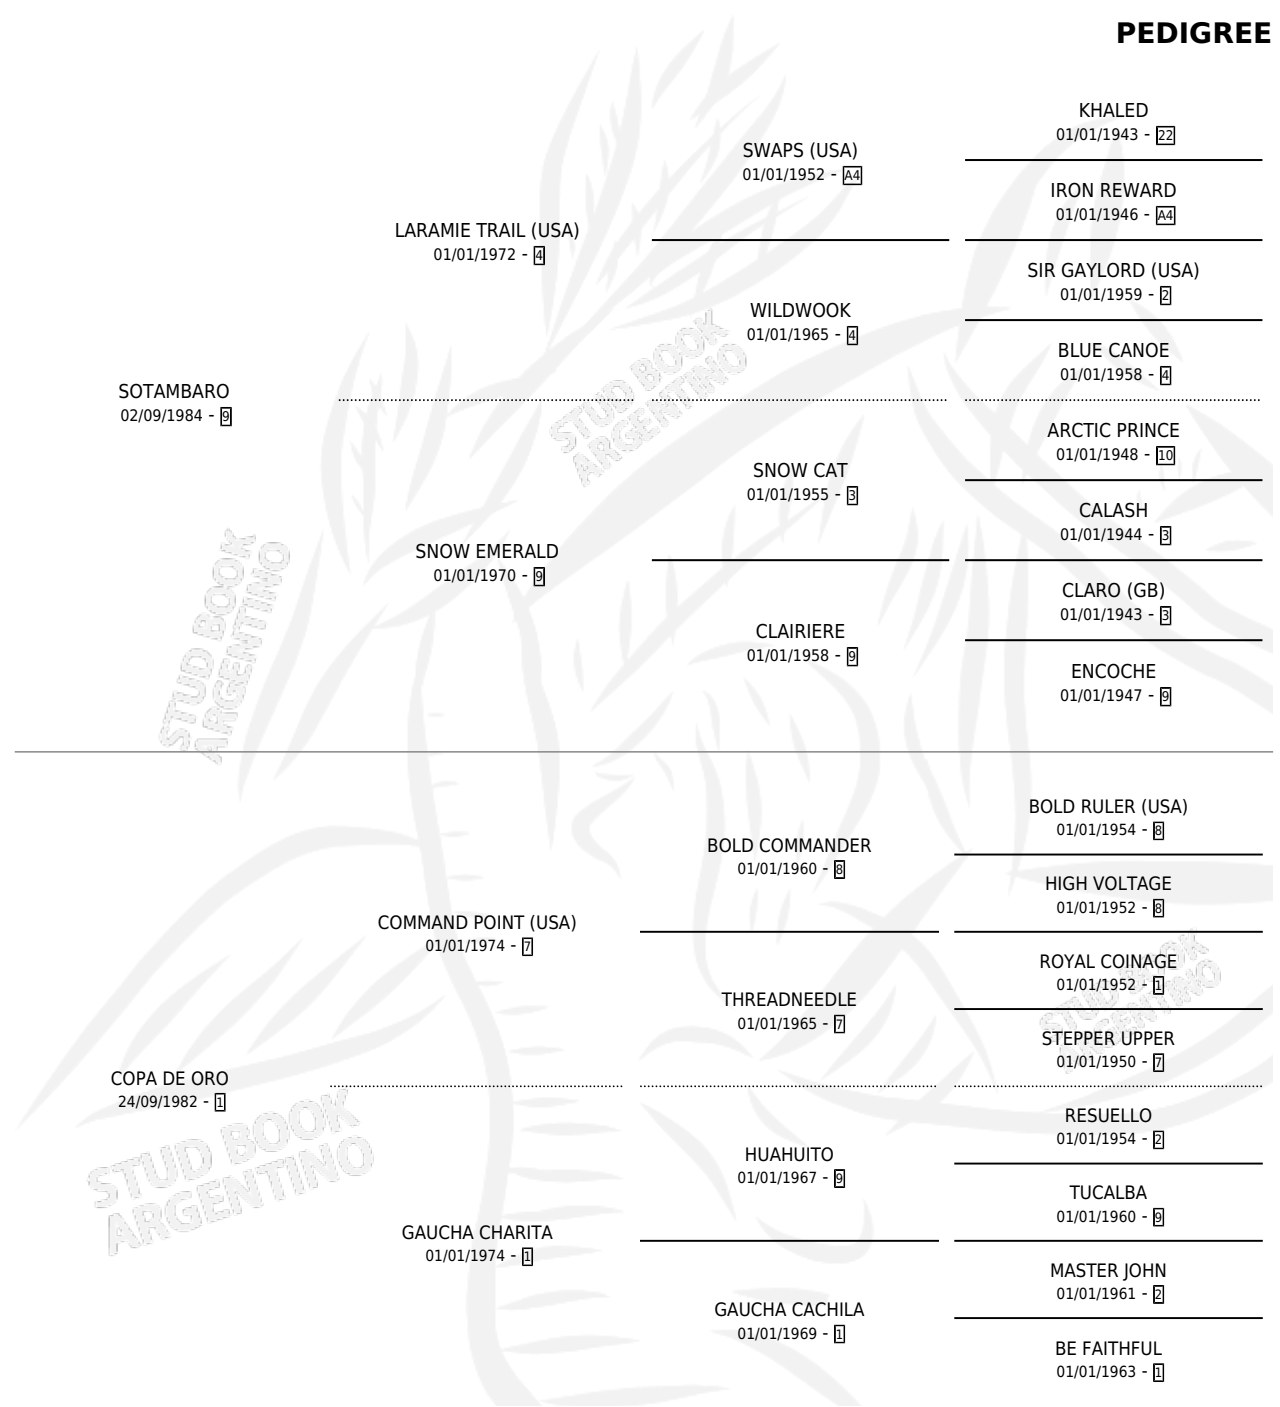 PEDIGREE
KHALED
01/01/1943 - 22
SWAPS (USA)
01/01/1952 - A4
IRON REWARD
01/01/1946 - A4
LARAMIE TRAIL (USA)
01/01/1972 - 4
SIR GAYLORD (USA)
01/01/1959 - 2
WILDWOOK
01/01/1965 - 4
BLUE CANOE
01/01/1958 - 4
SOTAMBARO
02/09/1984 - 9
ARCTIC PRINCE
01/01/1948 - 10
SNOW CAT
01/01/1955 - 3
CALASH
01/01/1944 - 3
SNOW EMERALD
01/01/1970 - 9
CLARO (GB)
01/01/1943 - 3
CLAIRIERE
01/01/1958 - 9
ENCOCHE
01/01/1947 - 9
STUD BOOK
ARGENTINO
STUD BOOK
ARGENTINO
BOLD RULER (USA)
01/01/1954 - 8
BOLD COMMANDER
01/01/1960 - 8
HIGH VOLTAGE
01/01/1952 - 8
COMMAND POINT (USA)
01/01/1974 - 7
ROYAL COINAGE
01/01/1952 - 1
THREADNEEDLE
01/01/1965 - 7
STEPPER UPPER
01/01/1950 - 7
STUD BOOK
ARGENTINO
COPA DE ORO
24/09/1982 - 1
RESUELLO
01/01/1954 - 2
HUAHUITO
01/01/1967 - 9
TUCALBA
01/01/1960 - 9
GAUCHA CHARITA
01/01/1974 - 1
MASTER JOHN
01/01/1961 - 2
GAUCHA CACHILA
01/01/1969 - 1
BE FAITHFUL
01/01/1963 - 1
STUD BOOK
ARGENTINO